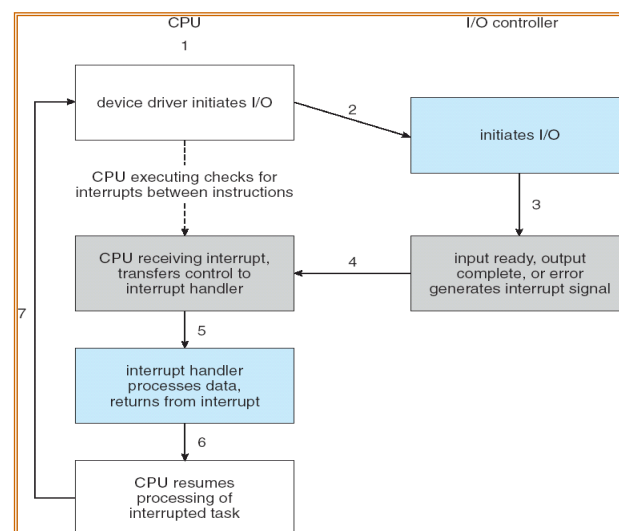 CPU
I/O controller
1
device driver initiates I/O
2
initiates I/O
CPU executing checks for
interrupts between instructions
3
CPU receiving interrupt,
transfers control to
interrupt handler
4
input ready, output
complete, or error
generates interrupt signal
7
5
interrupt handler
processes data,
returns from interrupt
6
CPU resumes
processing of
interrupted task